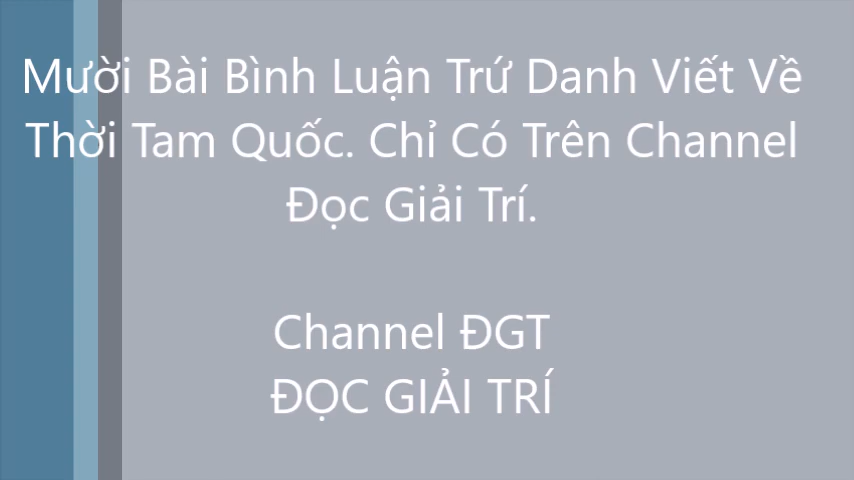 Mười Bài Bình Luận Trứ Danh Viết Về
Thời Tam Quốc. Chỉ Có Trên Channel
Đọc Giải Trí.
Channel ĐGT
ĐỌC GIẢI TRÍ